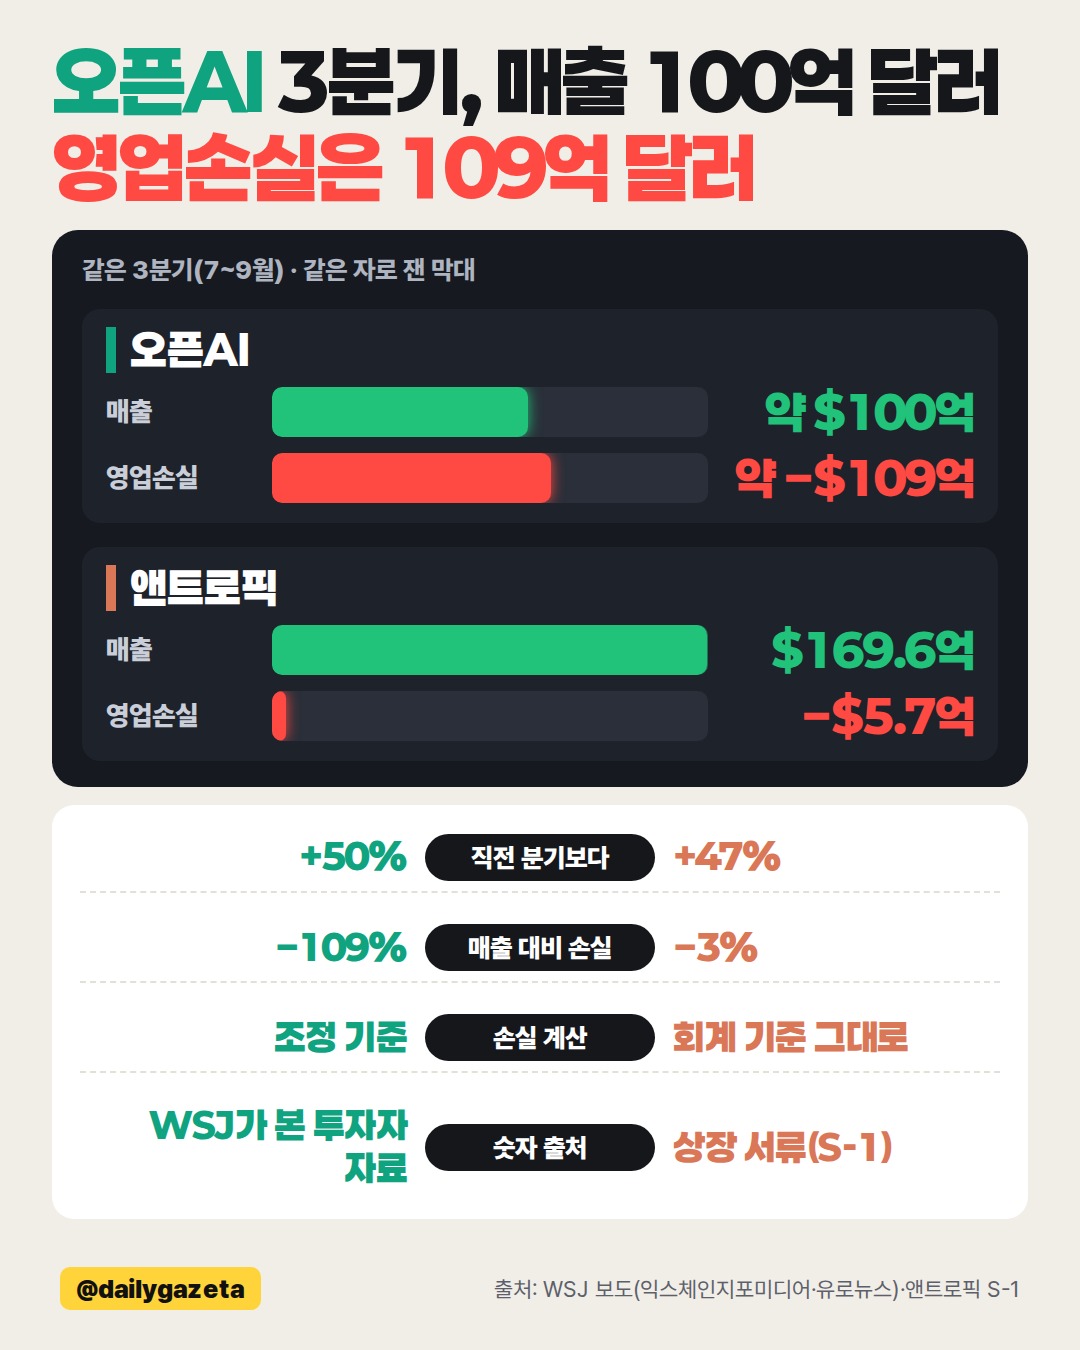 오픈AI 3분기, 매출 100억 달러
영업손실은 109억 달러
같은 3분기(7~9월) · 같은 자로 잰 막대
오픈AI
매출 약 $100억
영업손실 약 −$109억
앤트로픽
매출 $169.6억
영업손실 −$5.7억
+50% 직전 분기보다 +47%
−109% 매출 대비 손실 −3%
조정 기준 손실 계산 회계 기준 그대로
WSJ가 본 투자자
자료 숫자 출처 상장 서류(S-1)
@dailygazeta 출처: WSJ 보도(익스체인지포미디어·유로뉴스)·앤트로픽 S-1